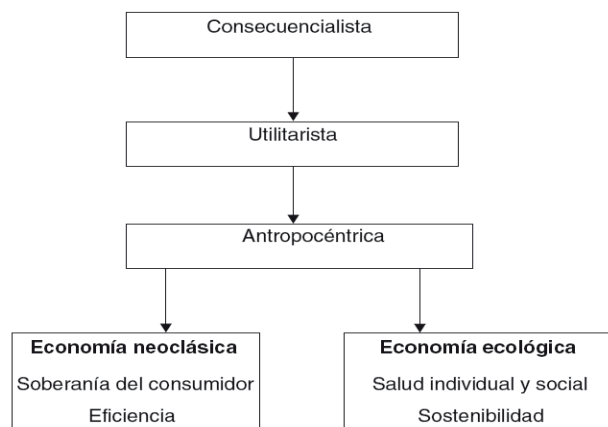 Consecuencialista
Utilitarista
Antropocéntrica
Economía neoclásica
Soberanía del consumidor
Eficiencia
Economía ecológica
Salud individual y social
Sostenibilidad